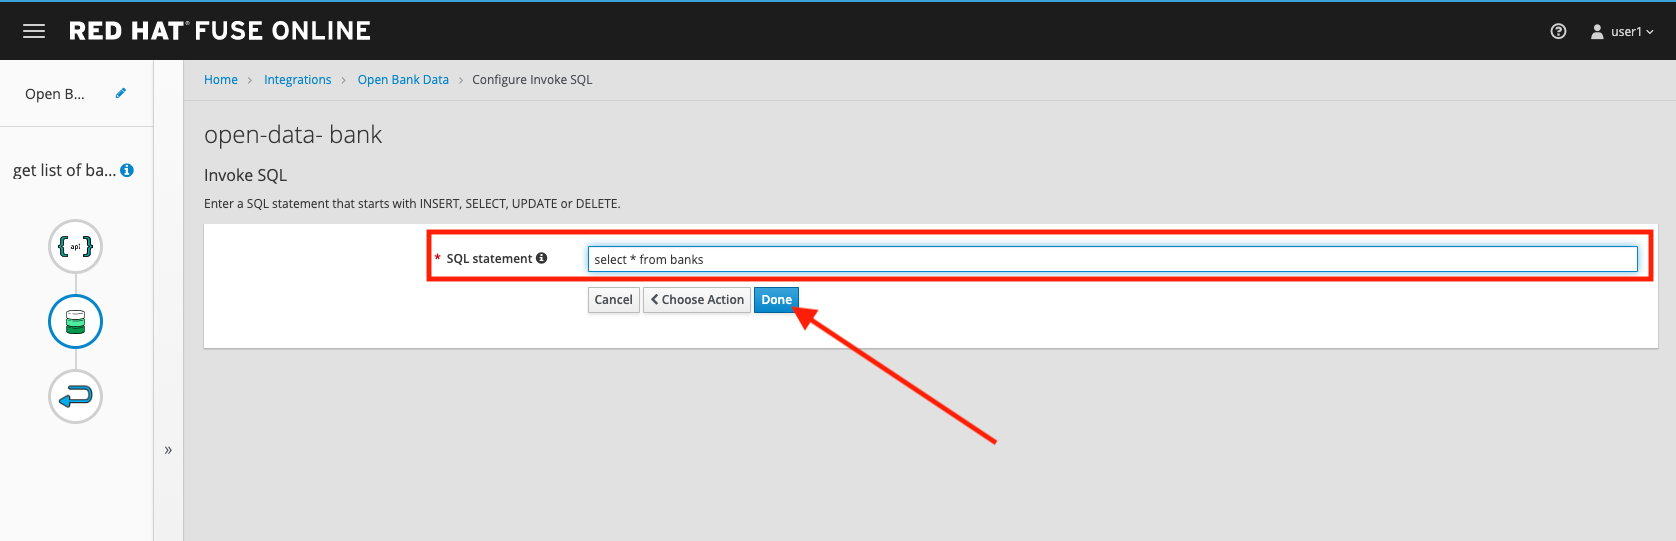 RED HAT® FUSE ONLINE
user1
Open B...
Home > Integrations > Open Bank Data > Configure Invoke SQL
open-data- bank
get list of ba...
Invoke SQL
Enter a SQL statement that starts with INSERT, SELECT, UPDATE or DELETE.
{api}
* SQL statement
select * from banks
Cancel
< Choose Action
Done
»